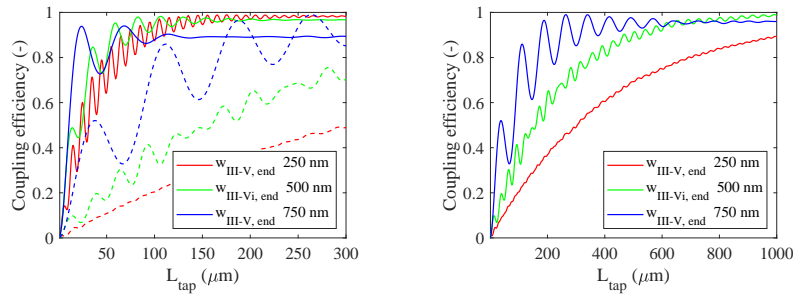 Coupling efficiency (-)
1
0.8
0.6
0.4
0.2
0
50
100
150
200
250
300
L_tap (μm)
w_III-V, end 250 nm
w_III-Vi, end 500 nm
w_III-V, end 750 nm
Coupling efficiency (-)
1
0.8
0.6
0.4
0.2
0
200
400
600
800
1000
L_tap (μm)
w_III-V, end 250 nm
w_III-Vi, end 500 nm
w_III-V, end 750 nm